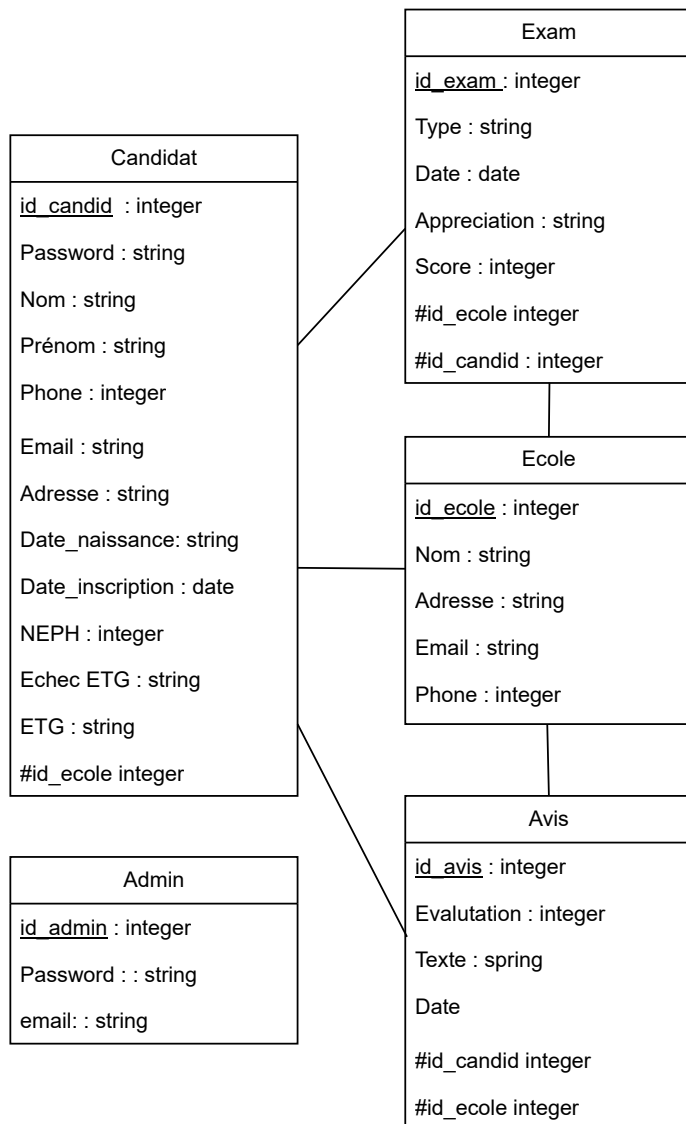 Exam
id_exam : integer
Type : string
Date : date
Appreciation : string
Score : integer
#id_ecole integer
#id_candid : integer
Candidat
id_candid : integer
Password : string
Nom : string
Prénom : string
Phone : integer
Email : string
Adresse : string
Date_naissance: string
Date_inscription : date
NEPH : integer
Echec ETG : string
ETG : string
#id_ecole integer
Ecole
id_ecole : integer
Nom : string
Adresse : string
Email : string
Phone : integer
Admin
id_admin : integer
Password : : string
email: : string
Avis
id_avis : integer
Evalutation : integer
Texte : spring
Date
#id_candid integer
#id_ecole integer